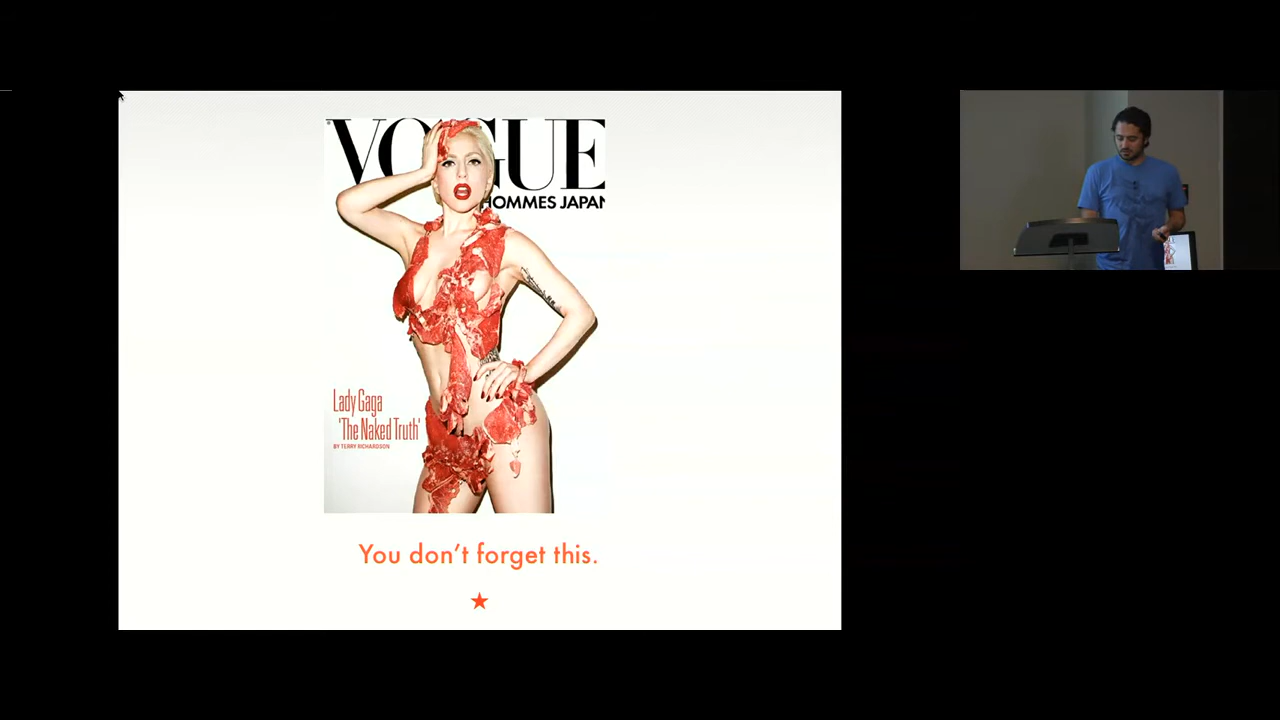 VOGUE
HOMMES JAPAN
Lady Gaga
'The Naked Truth'
BY TERRY RICHARDSON
You don't forget this.